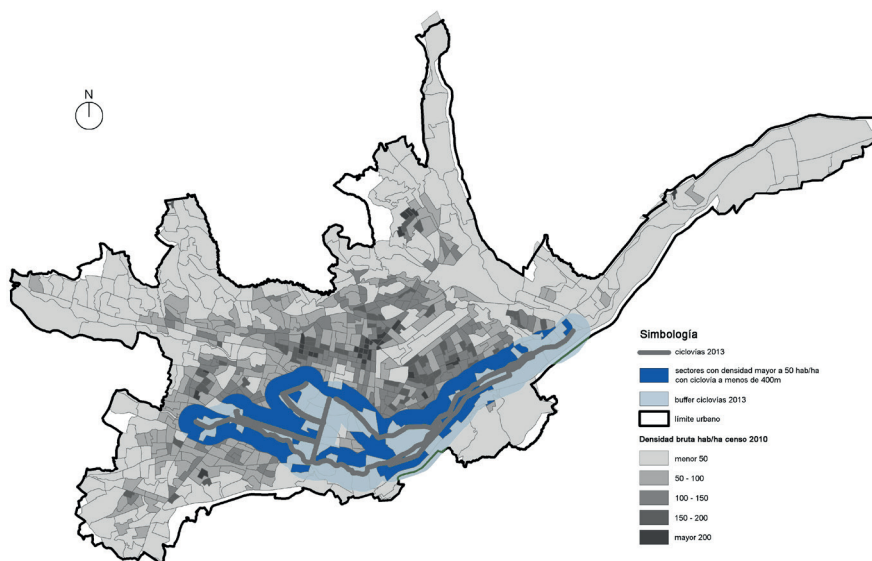 N
Simbología
ciclovías 2013
sectores con densidad mayor a 50 hab/ha
con ciclovia a menos de 400m
buffer ciclovías 2013
límite urbano
Densidad bruta hab/ha censo 2010
menor 50
50 - 100
100 - 150
150 - 200
mayor 200